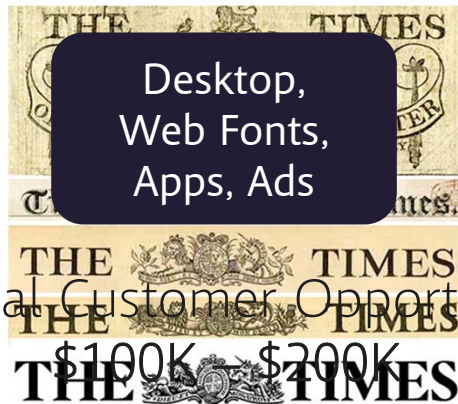 THE TIMES
Desktop,
Web Fonts,
Apps, Ads
THE TIMES
al Customer Opport
THE TIMES
$100K – $200K
THE TIMES